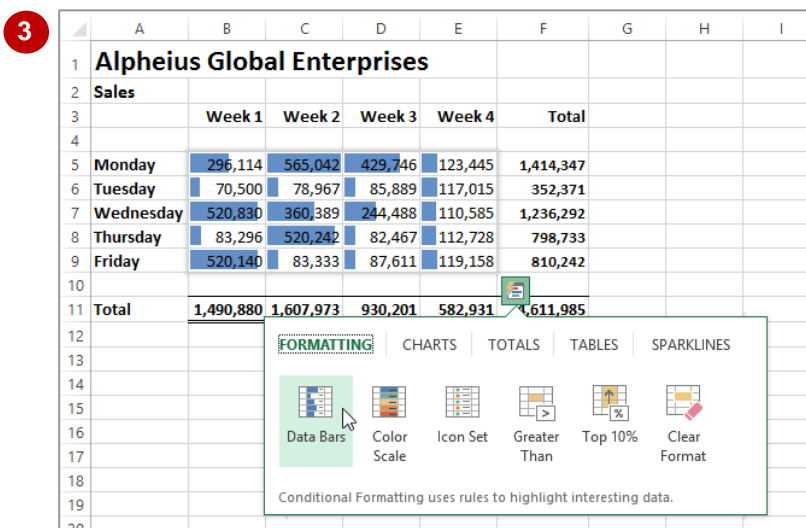 3
A B C D E F G H I
1 Alpheius Global Enterprises
2 Sales
3 Week 1 Week 2 Week 3 Week 4 Total
4
5 Monday 296,114 565,042 429,746 123,445 1,414,347
6 Tuesday 70,500 78,967 85,889 117,015 352,371
7 Wednesday 520,830 360,389 244,488 110,585 1,236,292
8 Thursday 83,296 520,242 82,467 112,728 798,733
9 Friday 520,140 83,333 87,611 119,158 810,242
10
11 Total 1,490,880 1,607,973 930,201 582,931 4,611,985
12
FORMATTING CHARTS TOTALS TABLES SPARKLINES
13
14
15
16
Data Bars Color Icon Set Greater Top 10% Clear
17 Scale Than Format
18
Conditional Formatting uses rules to highlight interesting data.
19